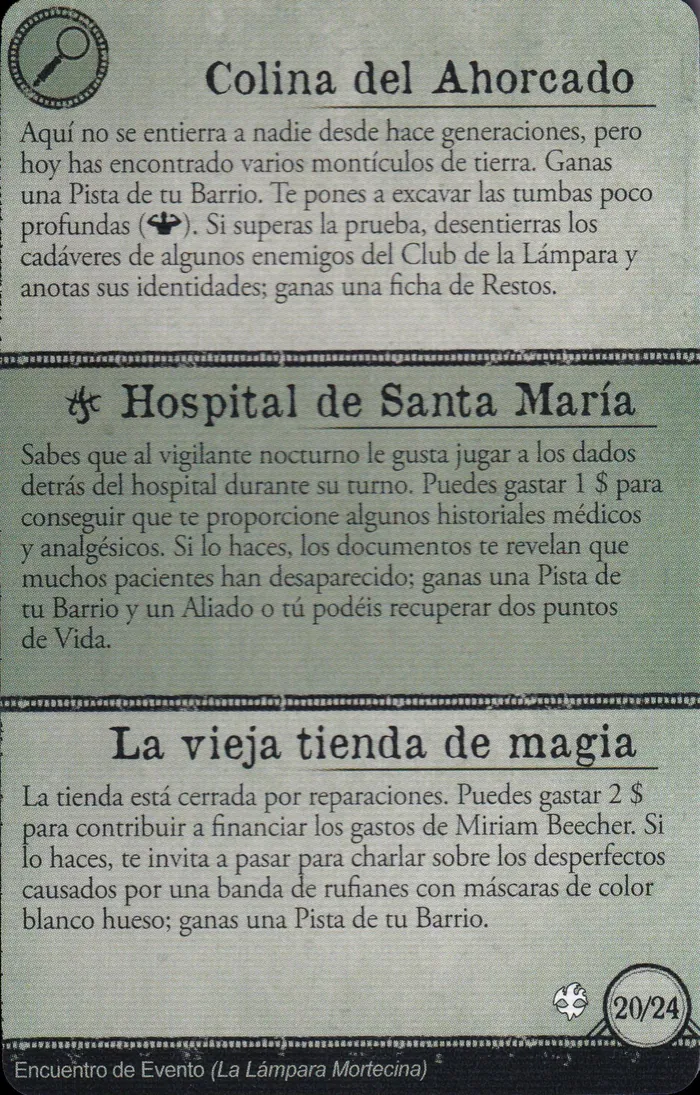 Colina del Ahorcado
Aquí no se entierra a nadie desde hace generaciones, pero
hoy has encontrado varios montículos de tierra. Ganas
una Pista de tu Barrio. Te pones a excavar las tumbas poco
profundas ( ). Si superas la prueba, desentierras los
cadáveres de algunos enemigos del Club de la Lámpara y
anotas sus identidades; ganas una ficha de Restos.
Hospital de Santa María
Sabes que al vigilante nocturno le gusta jugar a los dados
detrás del hospital durante su turno. Puedes gastar 1 $ para
conseguir que te proporcione algunos historiales médicos
y analgésicos. Si lo haces, los documentos te revelan que
muchos pacientes han desaparecido; ganas una Pista de
tu Barrio y un Aliado o tú podéis recuperar dos puntos
de Vida.
La vieja tienda de magia
La tienda está cerrada por reparaciones. Puedes gastar 2 $
para contribuir a financiar los gastos de Miriam Beecher. Si
lo haces, te invita a pasar para charlar sobre los desperfectos
causados por una banda de rufianes con máscaras de color
blanco hueso; ganas una Pista de tu Barrio.
20/24
Encuentro de Evento (La Lámpara Mortecina)